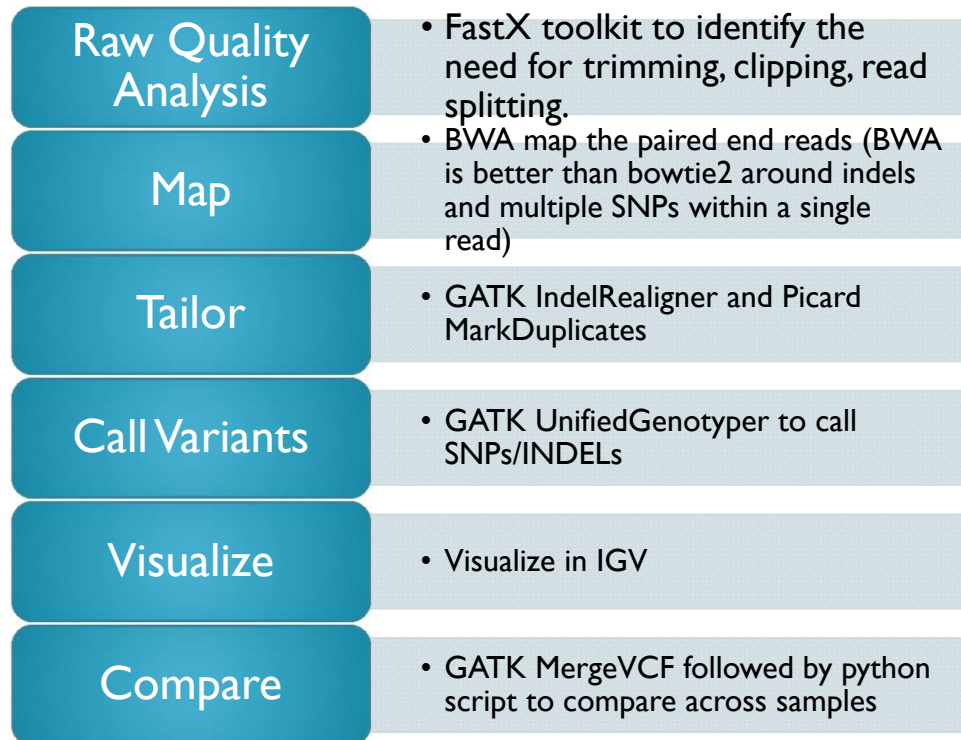 Raw Quality
Analysis
• FastX toolkit to identify the
need for trimming, clipping, read
splitting.
Map
• BWA map the paired end reads (BWA
is better than bowtie2 around indels
and multiple SNPs within a single
read)
Tailor
• GATK IndelRealigner and Picard
MarkDuplicates
Call Variants
• GATK UnifiedGenotyper to call
SNPs/INDELs
Visualize
• Visualize in IGV
Compare
• GATK MergeVCF followed by python
script to compare across samples